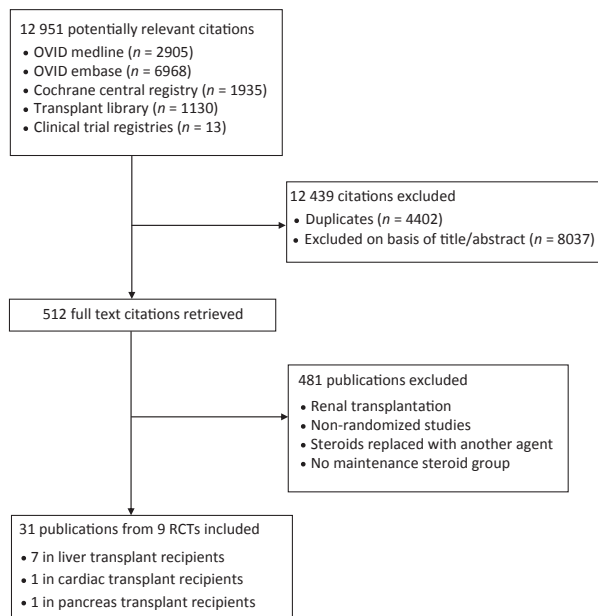 12 951 potentially relevant citations
• OVID medline (n = 2905)
• OVID embase (n = 6968)
• Cochrane central registry (n = 1935)
• Transplant library (n = 1130)
• Clinical trial registries (n = 13)
12 439 citations excluded
• Duplicates (n = 4402)
• Excluded on basis of title/abstract (n = 8037)
512 full text citations retrieved
481 publications excluded
• Renal transplantation
• Non-randomized studies
• Steroids replaced with another agent
• No maintenance steroid group
31 publications from 9 RCTs included
• 7 in liver transplant recipients
• 1 in cardiac transplant recipients
• 1 in pancreas transplant recipients